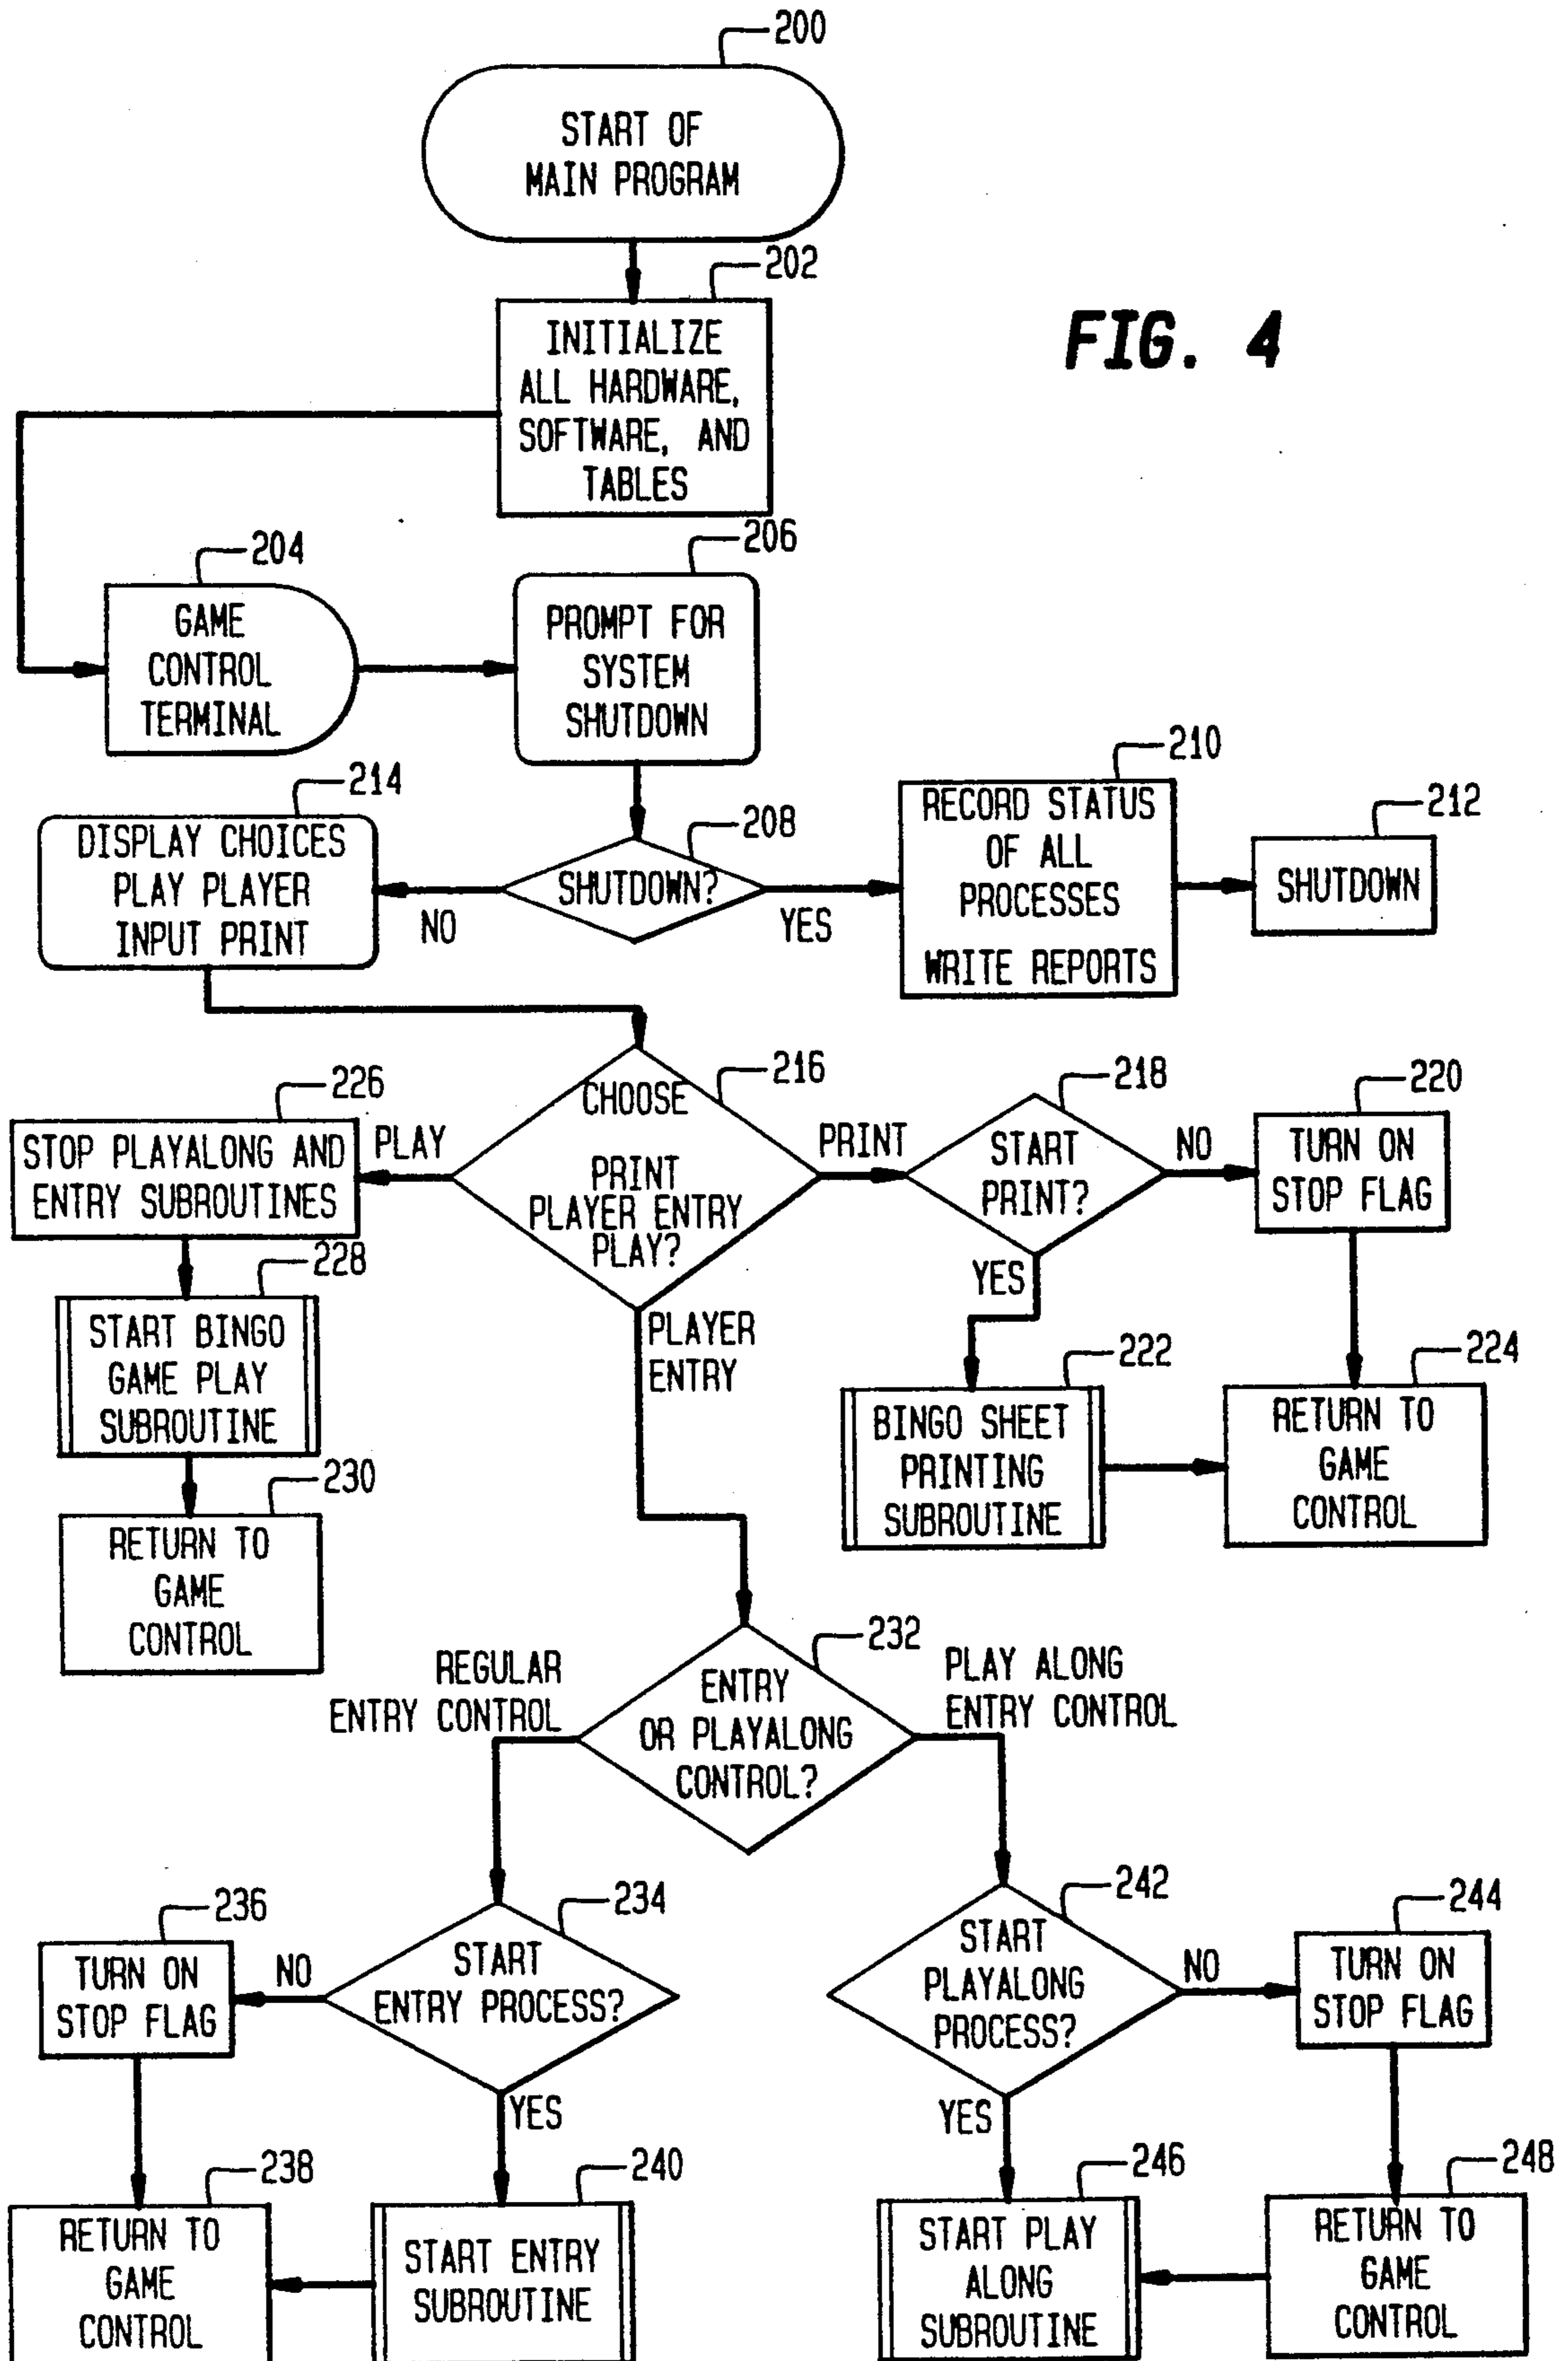 200
START OF
MAIN PROGRAM
202
INITIALIZE
ALL HARDWARE,
SOFTWARE, AND
TABLES
FIG. 4
204
GAME
CONTROL
TERMINAL
206
PROMPT FOR
SYSTEM
SHUTDOWN
208
SHUTDOWN?
NO
YES
210
RECORD STATUS
OF ALL
PROCESSES
WRITE REPORTS
212
SHUTDOWN
214
DISPLAY CHOICES
PLAY PLAYER
INPUT PRINT
216
CHOOSE
PRINT
PLAYER ENTRY
PLAY?
PLAY
PRINT
PLAYER
ENTRY
218
START
PRINT?
NO
YES
220
TURN ON
STOP FLAG
222
BINGO SHEET
PRINTING
SUBROUTINE
224
RETURN TO
GAME
CONTROL
226
STOP PLAYALONG AND
ENTRY SUBROUTINES
228
START BINGO
GAME PLAY
SUBROUTINE
230
RETURN TO
GAME
CONTROL
232
ENTRY
OR PLAYALONG
CONTROL?
REGULAR
ENTRY CONTROL
PLAY ALONG
ENTRY CONTROL
234
START
ENTRY PROCESS?
NO
YES
236
TURN ON
STOP FLAG
238
RETURN TO
GAME
CONTROL
240
START ENTRY
SUBROUTINE
242
START
PLAYALONG
PROCESS?
NO
YES
244
TURN ON
STOP FLAG
246
START PLAY
ALONG
SUBROUTINE
248
RETURN TO
GAME
CONTROL